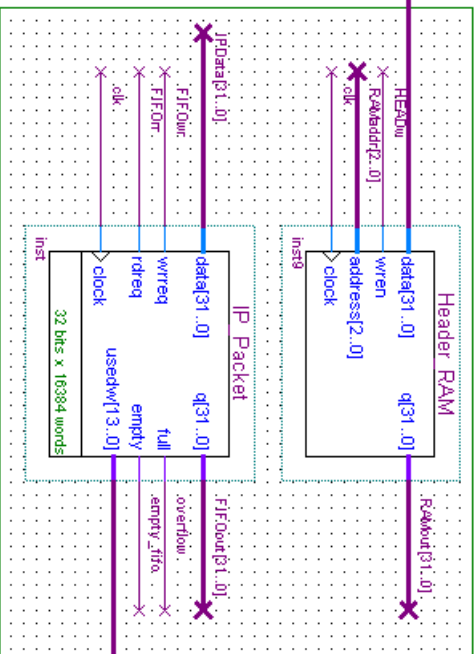 Header RAM
HEADw
RAMaddr[2..0]
clk
data[31..0]
wren
address[2..0]
clock
q[31..0]
RAMout[31..0]
inst9
IP Packet
IPData[31..0]
FIFOwr
FIFOrr
clk
data[31..0]
wrreq
rdreq
clock
q[31..0]
full
empty
usedw[13..0]
FIFOout[31..0]
overflow
empty_fifo
32 bits x 16384 words
inst